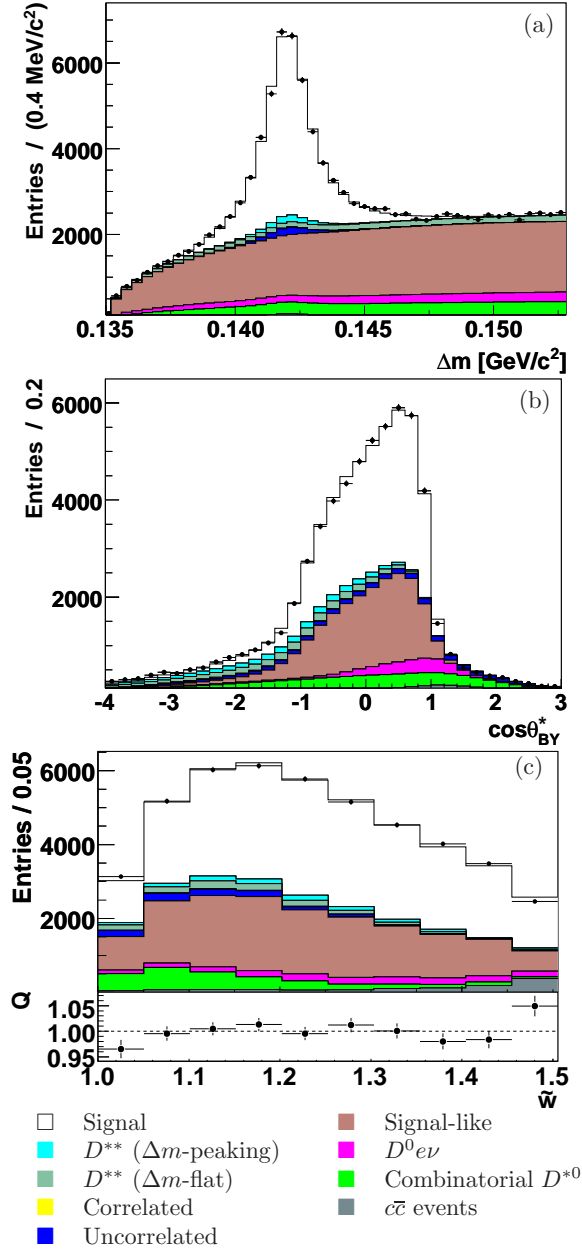 (a)
Entries / (0.4 MeV/c²)
6000
4000
2000
0.135 0.140 0.145 0.150
Δm [GeV/c²]
(b)
Entries / 0.2
6000
4000
2000
-4 -3 -2 -1 0 1 2 3
cosθ*BY
(c)
Entries / 0.05
6000
4000
2000
Q
1.05
1.00
0.95
1.0 1.1 1.2 1.3 1.4 1.5
w̃
Signal
D** (Δm-peaking)
D** (Δm-flat)
Correlated
Uncorrelated
Signal-like
D⁰eν
Combinatorial D*⁰
cc̅ events